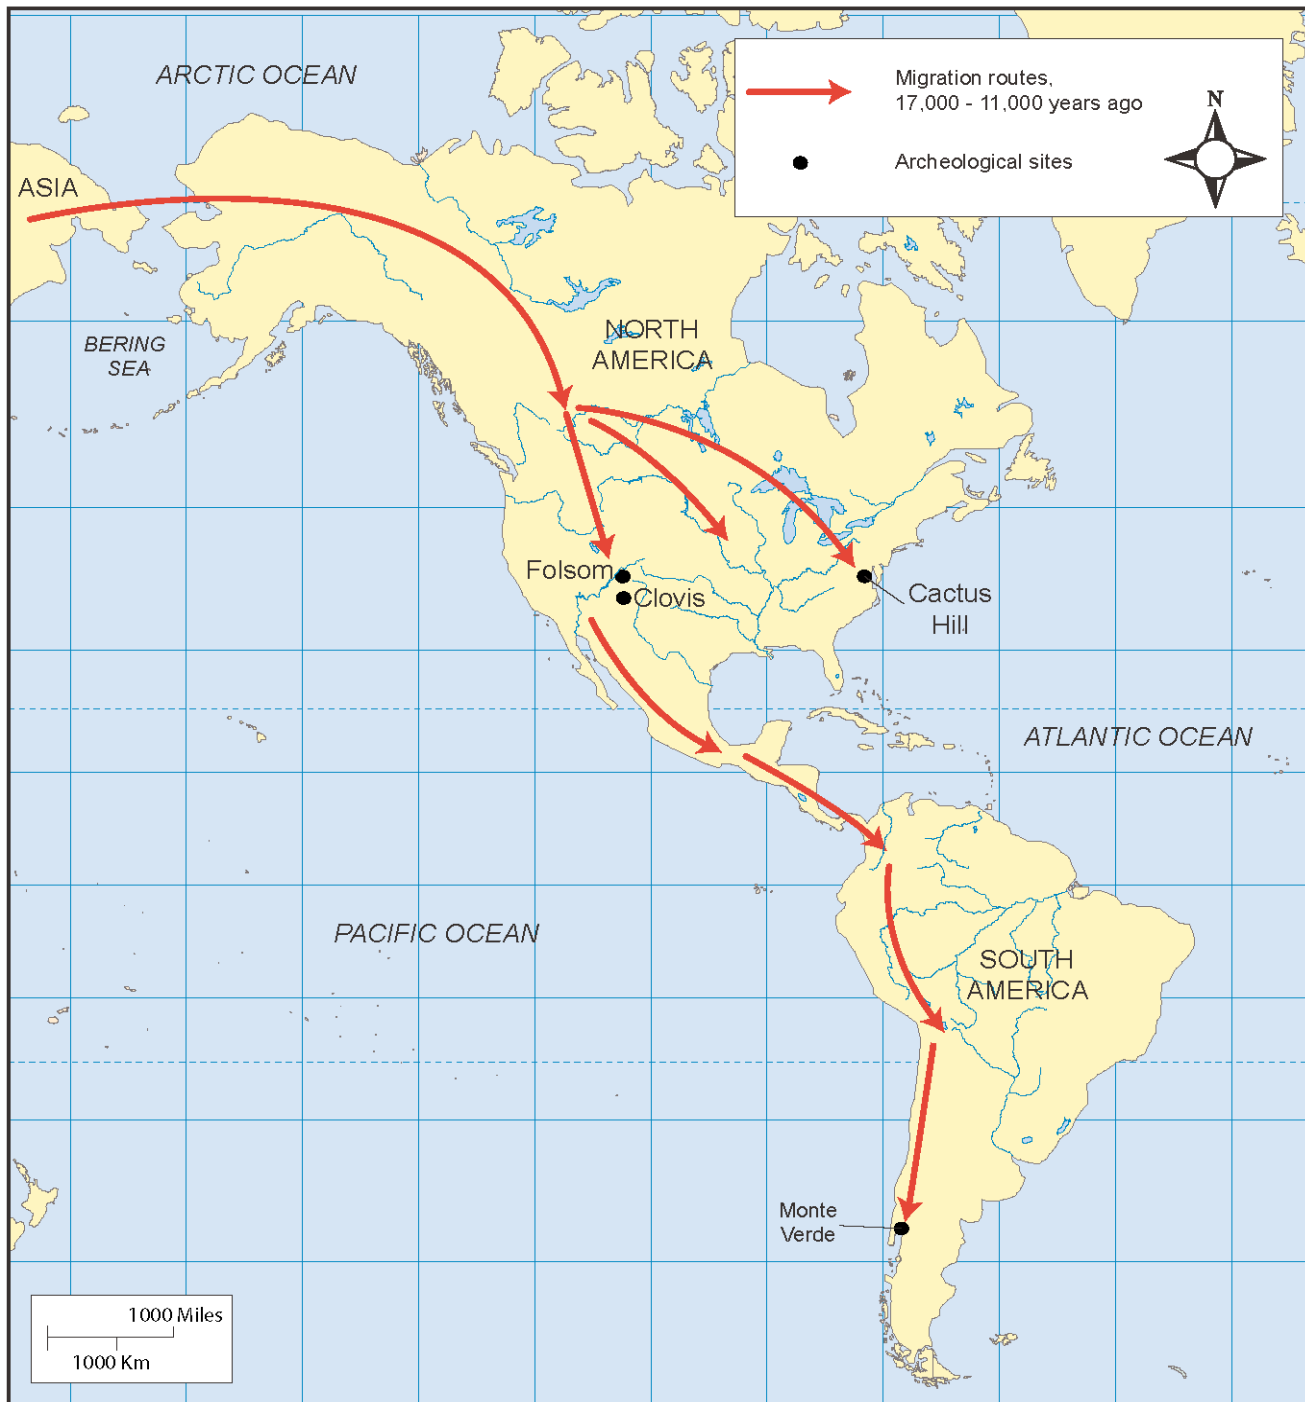 ARCTIC OCEAN
Migration routes,
17,000 - 11,000 years ago
N
Archeological sites
ASIA
BERING
SEA
NORTH
AMERICA
Folsom
Clovis
Cactus
Hill
ATLANTIC OCEAN
PACIFIC OCEAN
SOUTH
AMERICA
Monte
Verde
1000 Miles
1000 Km